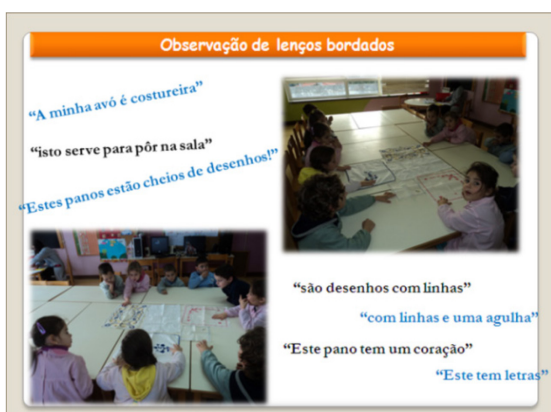 Observação de lenços bordados
“A minha avó é costureira”
“isto serve para pôr na sala”
“Estes panos estão cheios de desenhos!”
“são desenhos com linhas”
“com linhas e uma agulha”
“Este pano tem um coração”
“Este tem letras”